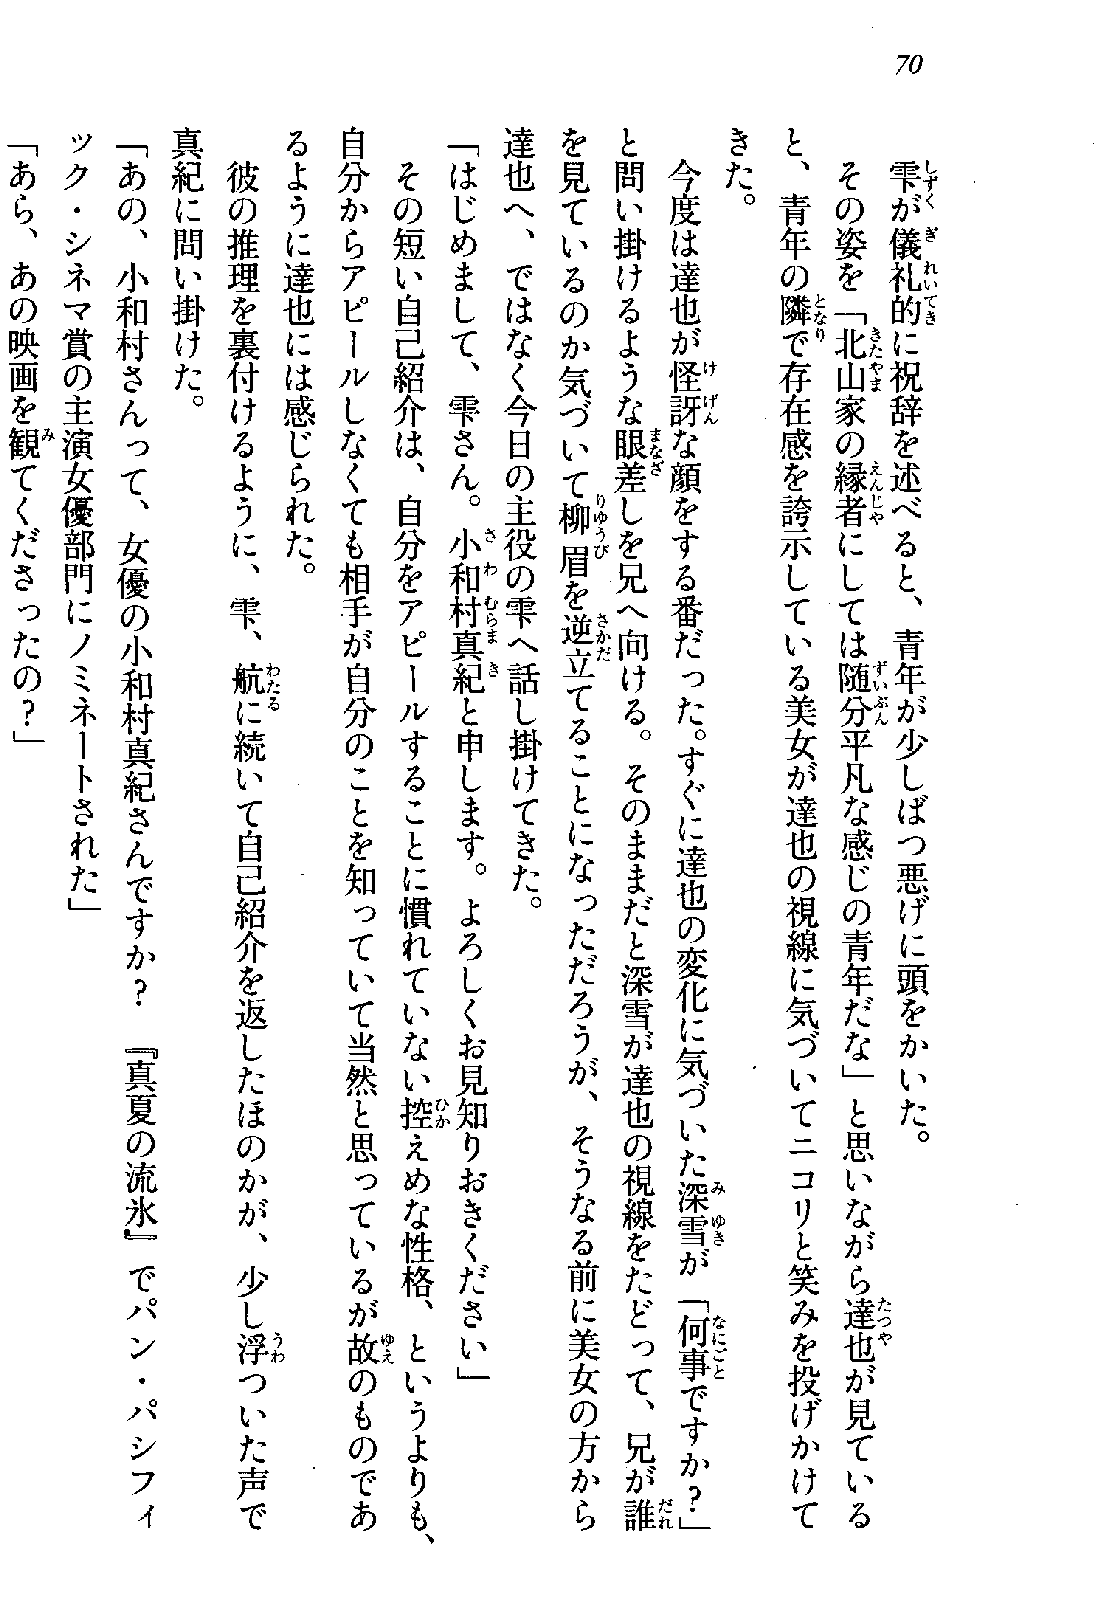 70
雫が儀礼的に祝辞を述べると、青年が少しばつ悪げに頭をかいた。
その姿を「北山家の縁者にしては随分平凡な感じの青年だな」と思いながら達也が見ている
と、青年の隣で存在感を誇示している美女が達也の視線に気づいてニコリと笑みを投げかけて
きた。
今度は達也が怪訝な顔をする番だった。すぐに達也の変化に気づいた深雪が「何事ですか？」
と問い掛けるような眼差しを兄へ向ける。そのままだと深雪が達也の視線をたどって、兄が誰
を見ているのか気づいて柳眉を逆立てることになっただろうが、そうなる前に美女の方から
達也へ、ではなく今日の主役の雫へ話し掛けてきた。
「はじめまして、雫さん。小和村真紀と申します。よろしくお見知りおきください」
その短い自己紹介は、自分をアピールすることに慣れていない控えめな性格、というよりも、
自分からアピールしなくても相手が自分のことを知っていて当然と思っているが故のものであ
るように達也には感じられた。
彼の推理を裏付けるように、雫、航に続いて自己紹介を返したほのかが、少し浮ついた声で
真紀に問い掛けた。
「あの、小和村さんって、女優の小和村真紀さんですか？　『真夏の流氷』でパン・パシフィ
ック・シネマ賞の主演女優部門にノミネートされた」
「あら、あの映画を観てくださったの？」